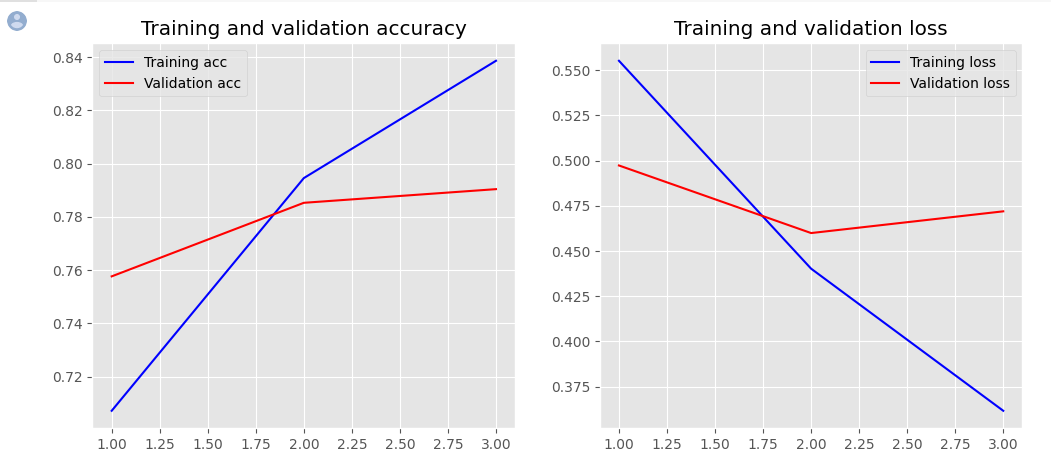 Training and validation accuracy
Training acc
Validation acc
0.84
0.82
0.80
0.78
0.76
0.74
0.72
1.00 1.25 1.50 1.75 2.00 2.25 2.50 2.75 3.00
Training and validation loss
Training loss
Validation loss
0.550
0.525
0.500
0.475
0.450
0.425
0.400
0.375
1.00 1.25 1.50 1.75 2.00 2.25 2.50 2.75 3.00